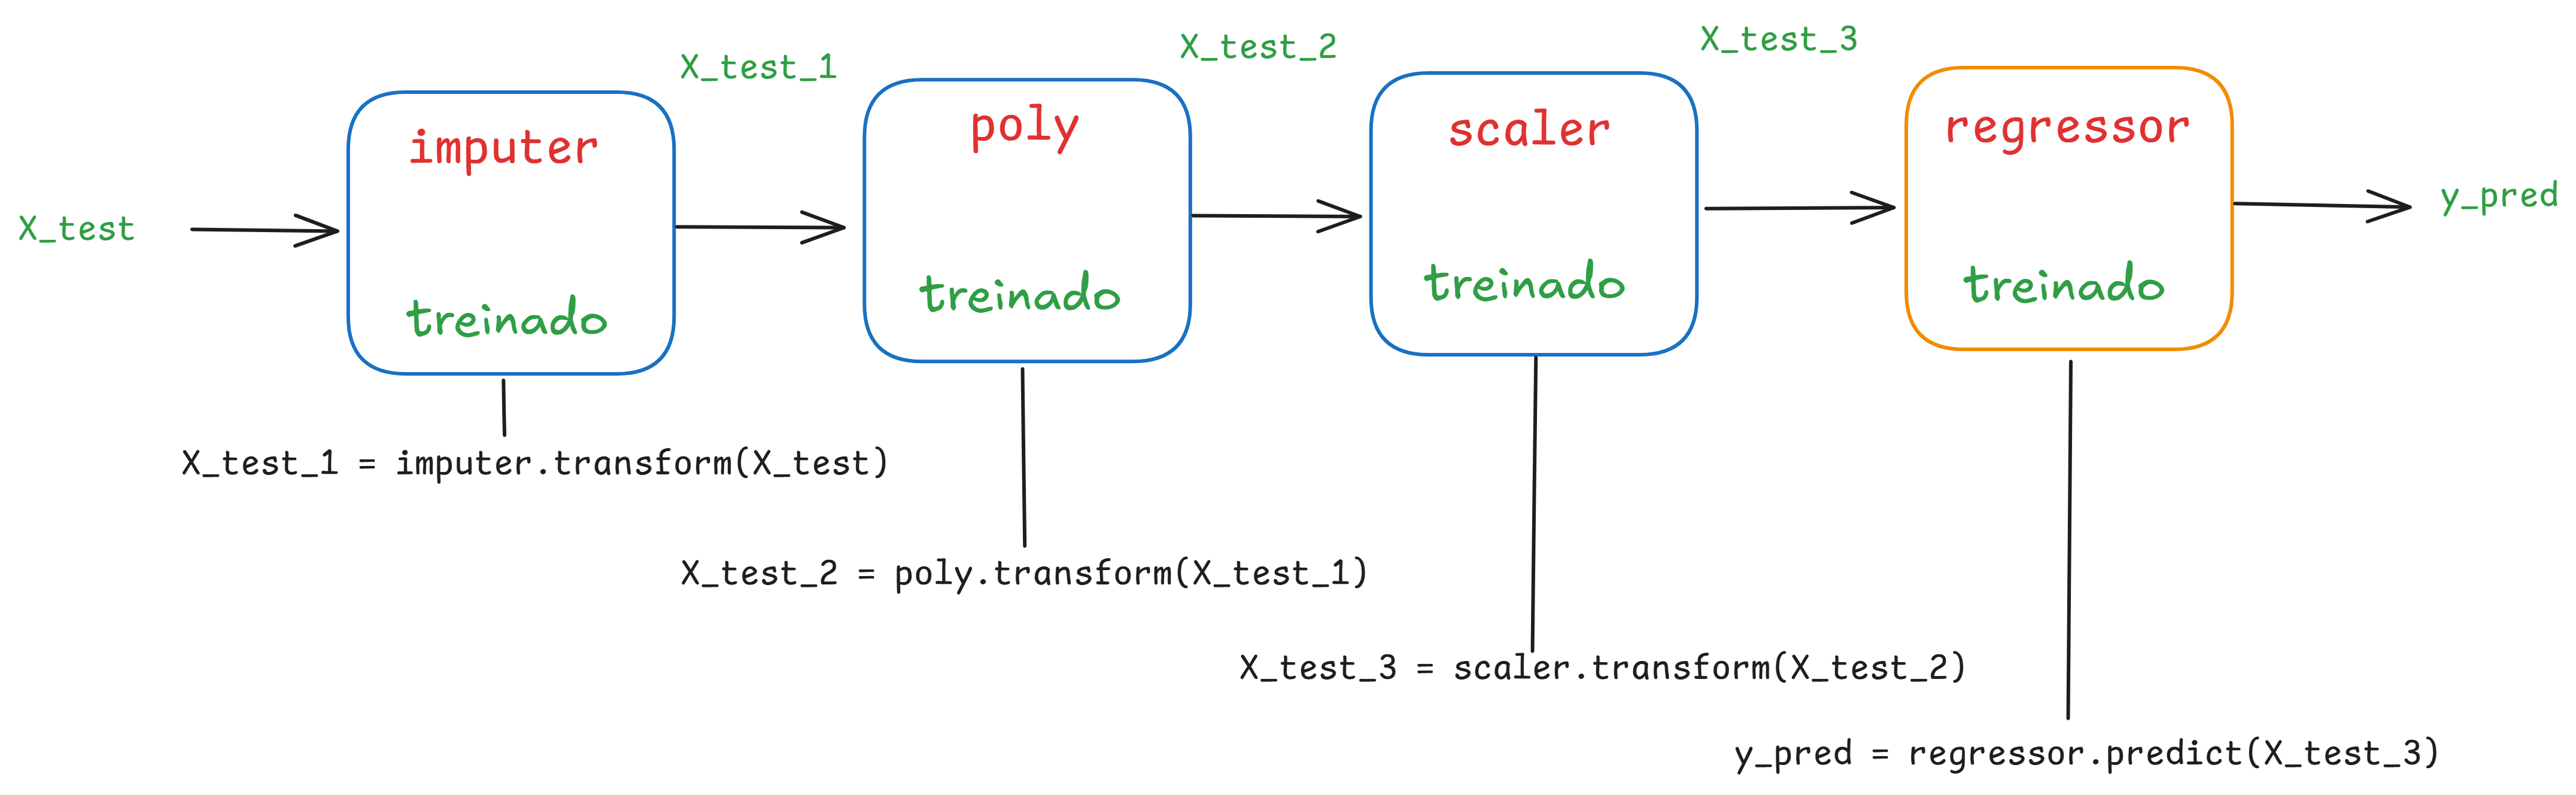 X_test
imputer
treinado
X_test_1
poly
treinado
X_test_2
scaler
treinado
X_test_3
regressor
treinado
y_pred
X_test_1 = imputer.transform(X_test)
X_test_2 = poly.transform(X_test_1)
X_test_3 = scaler.transform(X_test_2)
y_pred = regressor.predict(X_test_3)